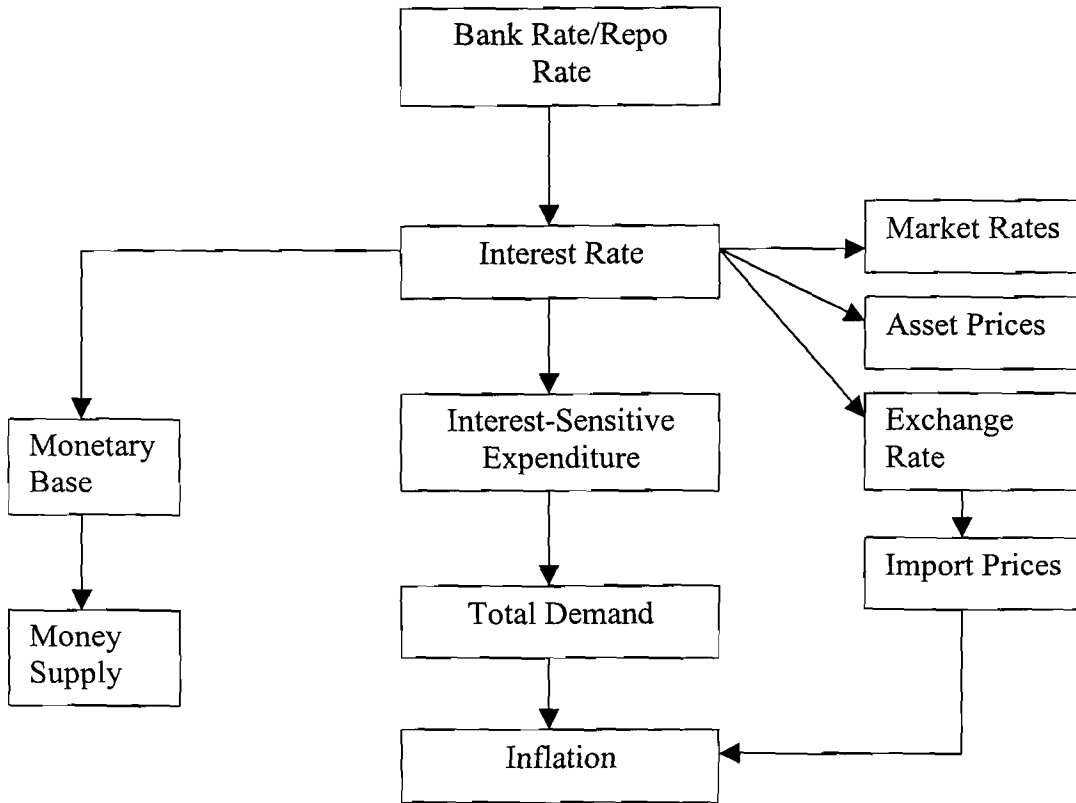 Bank Rate/Repo
Rate
Interest Rate
Market Rates
Asset Prices
Exchange
Rate
Import Prices
Interest-Sensitive
Expenditure
Total Demand
Inflation
Monetary
Base
Money
Supply